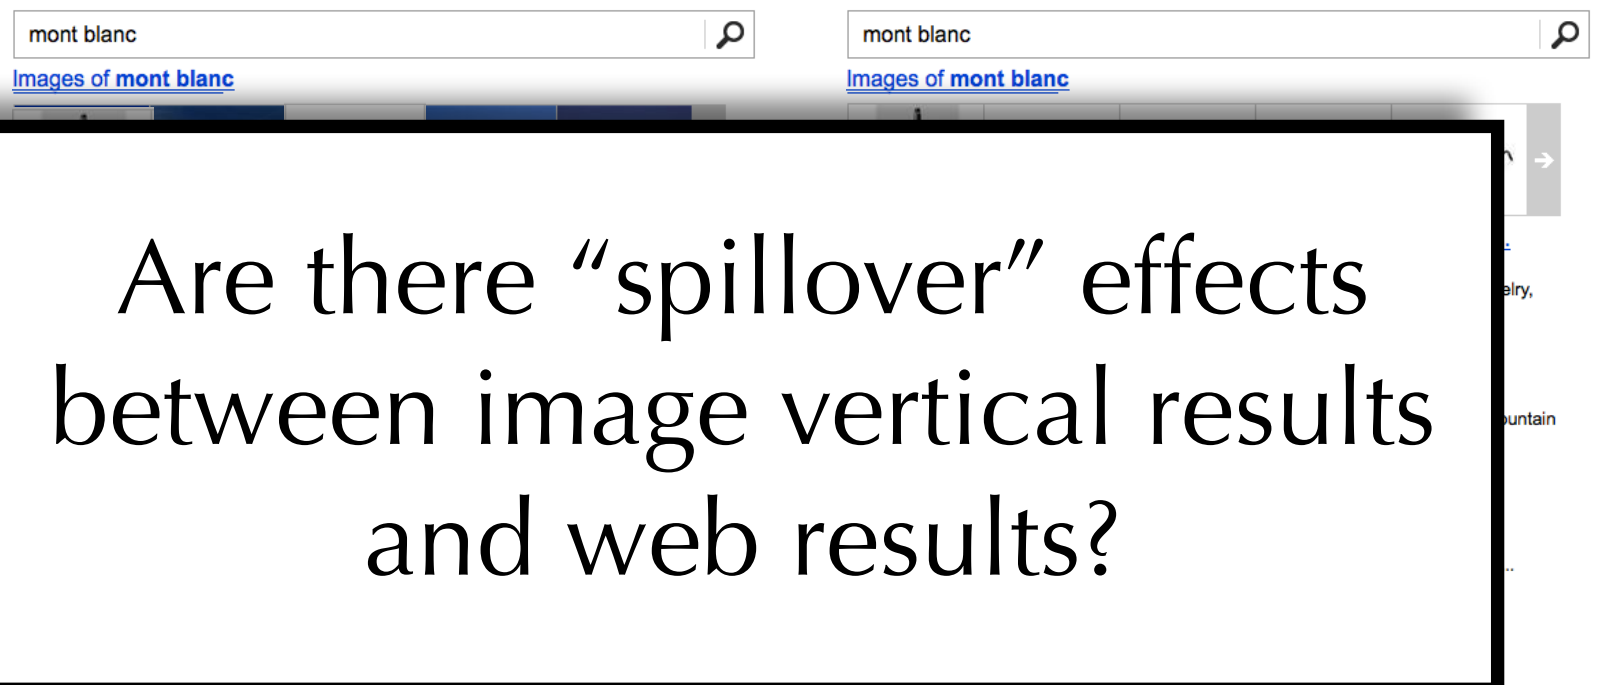 mont blanc
mont blanc
Images of mont blanc
Images of mont blanc
Are there “spillover” effects
between image vertical results
and web results?